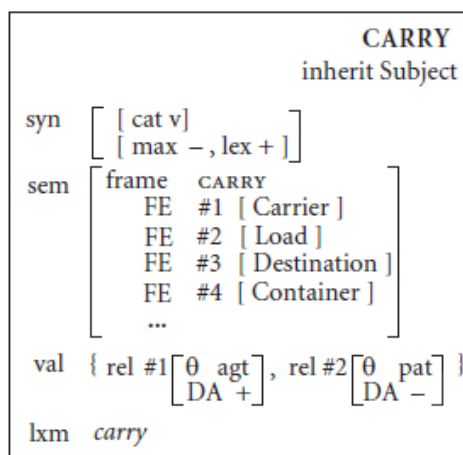 CARRY
inherit Subject
syn [ [ cat v]
[ max – , lex + ] ]
sem [ frame CARRY
FE #1 [ Carrier ]
FE #2 [ Load ]
FE #3 [ Destination ]
FE #4 [ Container ]
... ]
val { rel #1 [ θ agt ] , rel #2 [ θ pat ] }
[ DA + ] [ DA – ]
lxm carry